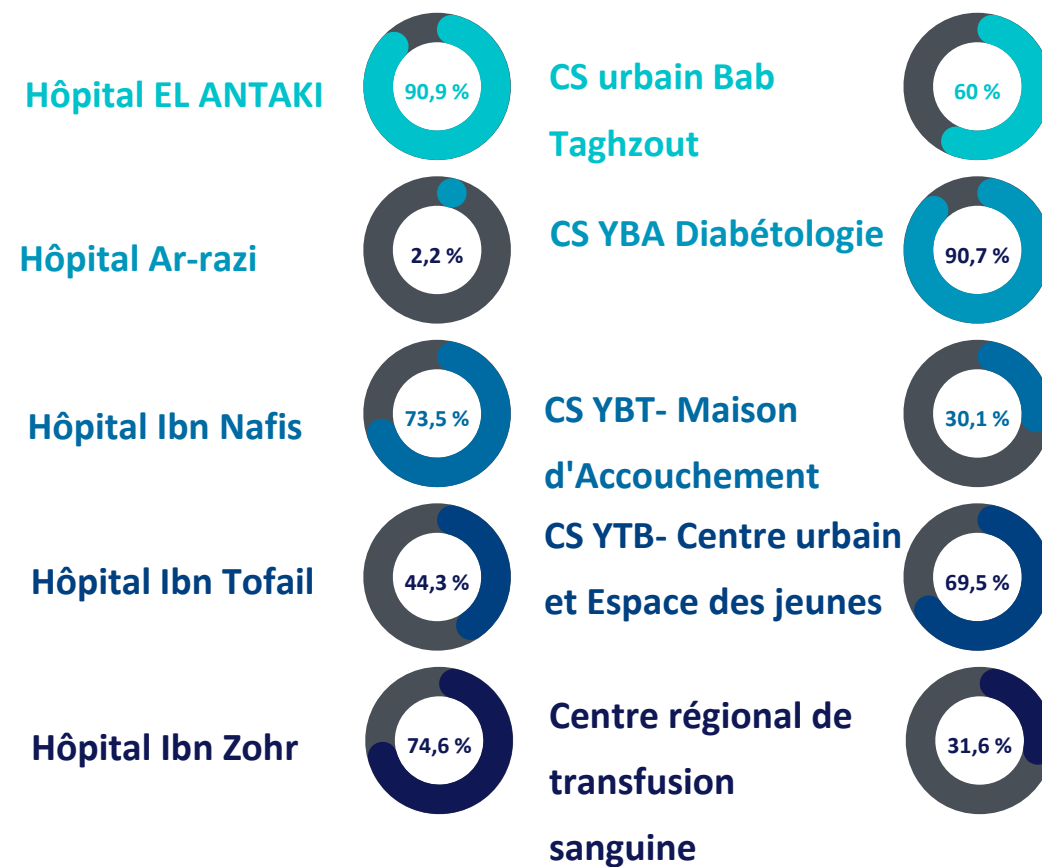 Hôpital EL ANTAKI
90,9 %
CS urbain Bab
Taghzout
60 %
Hôpital Ar-razi
2,2 %
CS YBA Diabétologie
90,7 %
Hôpital Ibn Nafis
73,5 %
CS YBT- Maison
d'Accouchement
30,1 %
Hôpital Ibn Tofail
44,3 %
CS YTB- Centre urbain
et Espace des jeunes
69,5 %
Hôpital Ibn Zohr
74,6 %
Centre régional de
transfusion
sanguine
31,6 %